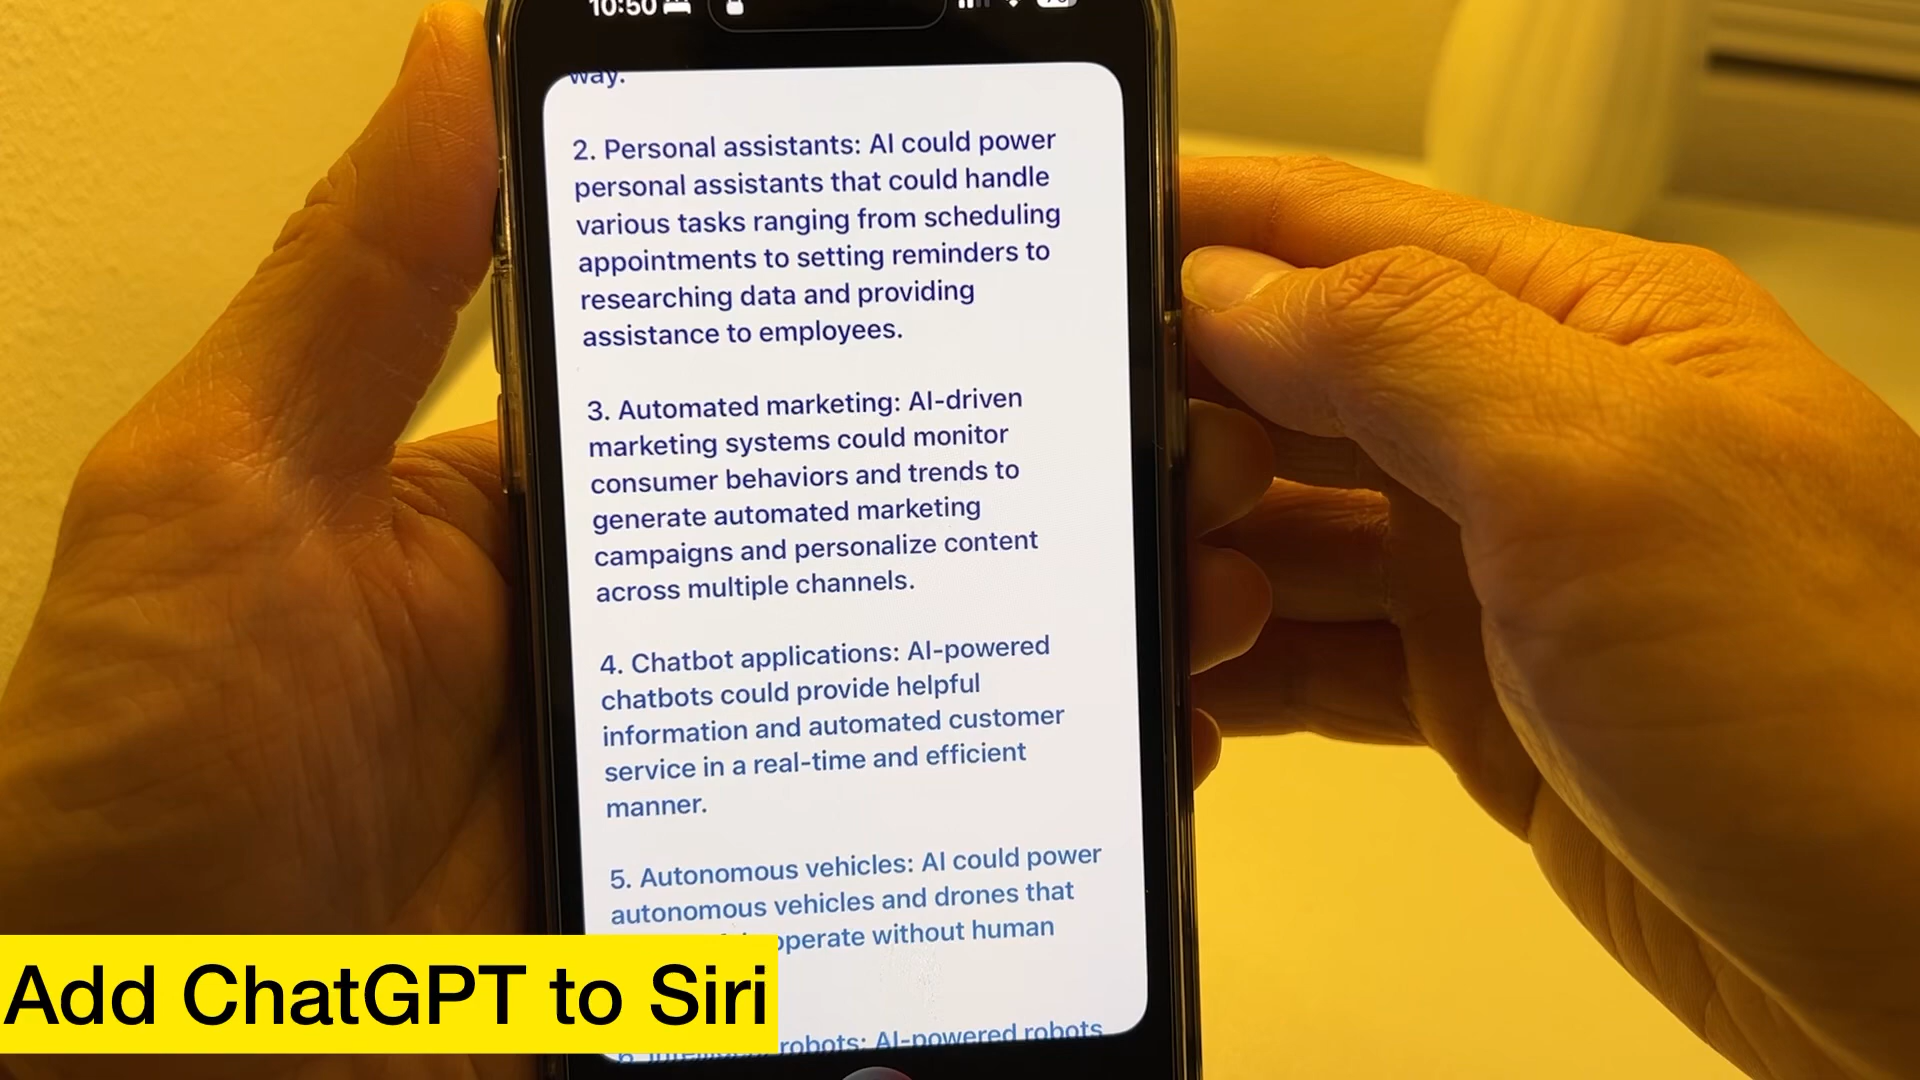 10:50
way.
2. Personal assistants: AI could power
personal assistants that could handle
various tasks ranging from scheduling
appointments to setting reminders to
researching data and providing
assistance to employees.
3. Automated marketing: AI-driven
marketing systems could monitor
consumer behaviors and trends to
generate automated marketing
campaigns and personalize content
across multiple channels.
4. Chatbot applications: AI-powered
chatbots could provide helpful
information and automated customer
service in a real-time and efficient
manner.
5. Autonomous vehicles: AI could power
autonomous vehicles and drones that
operate without human
robots: AI-powered robots
Add ChatGPT to Siri